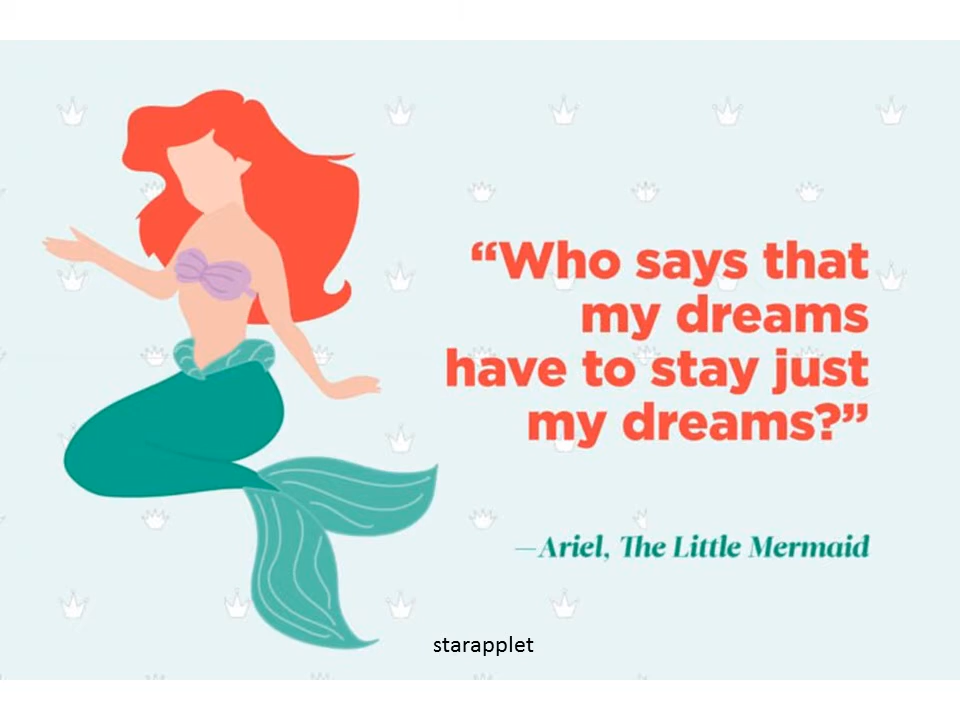 “Who says that
my dreams
have to stay just
my dreams?”
—Ariel, The Little Mermaid
starapplet